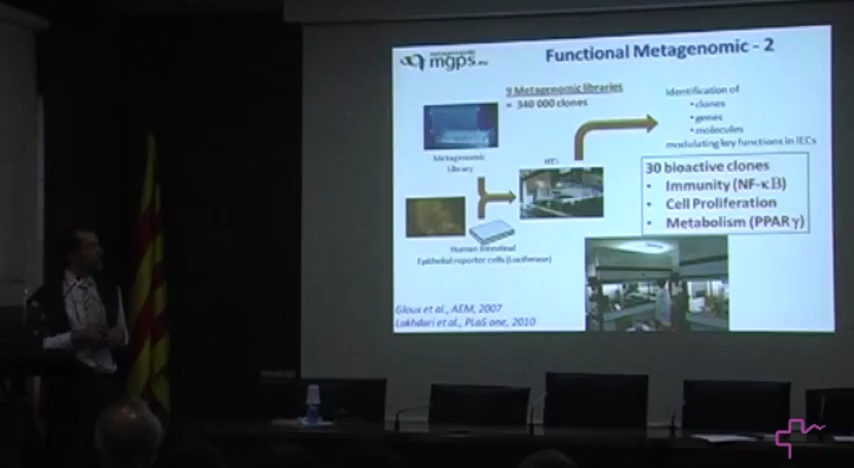 mgps.eu
Functional Metagenomic - 2
9 Metagenomic libraries
= 340 000 clones
Identification of
• clones
• genes
• molecules
modulating key functions in IECs
Metagenomic
Library
HTS
30 bioactive clones
• Immunity (NF-κB)
• Cell Proliferation
• Metabolism (PPARγ)
Human Intestinal
Epithelial reporter cells (Luciferase)
Gloux et al., AEM, 2007
Lakhdari et al., PLoS one, 2010